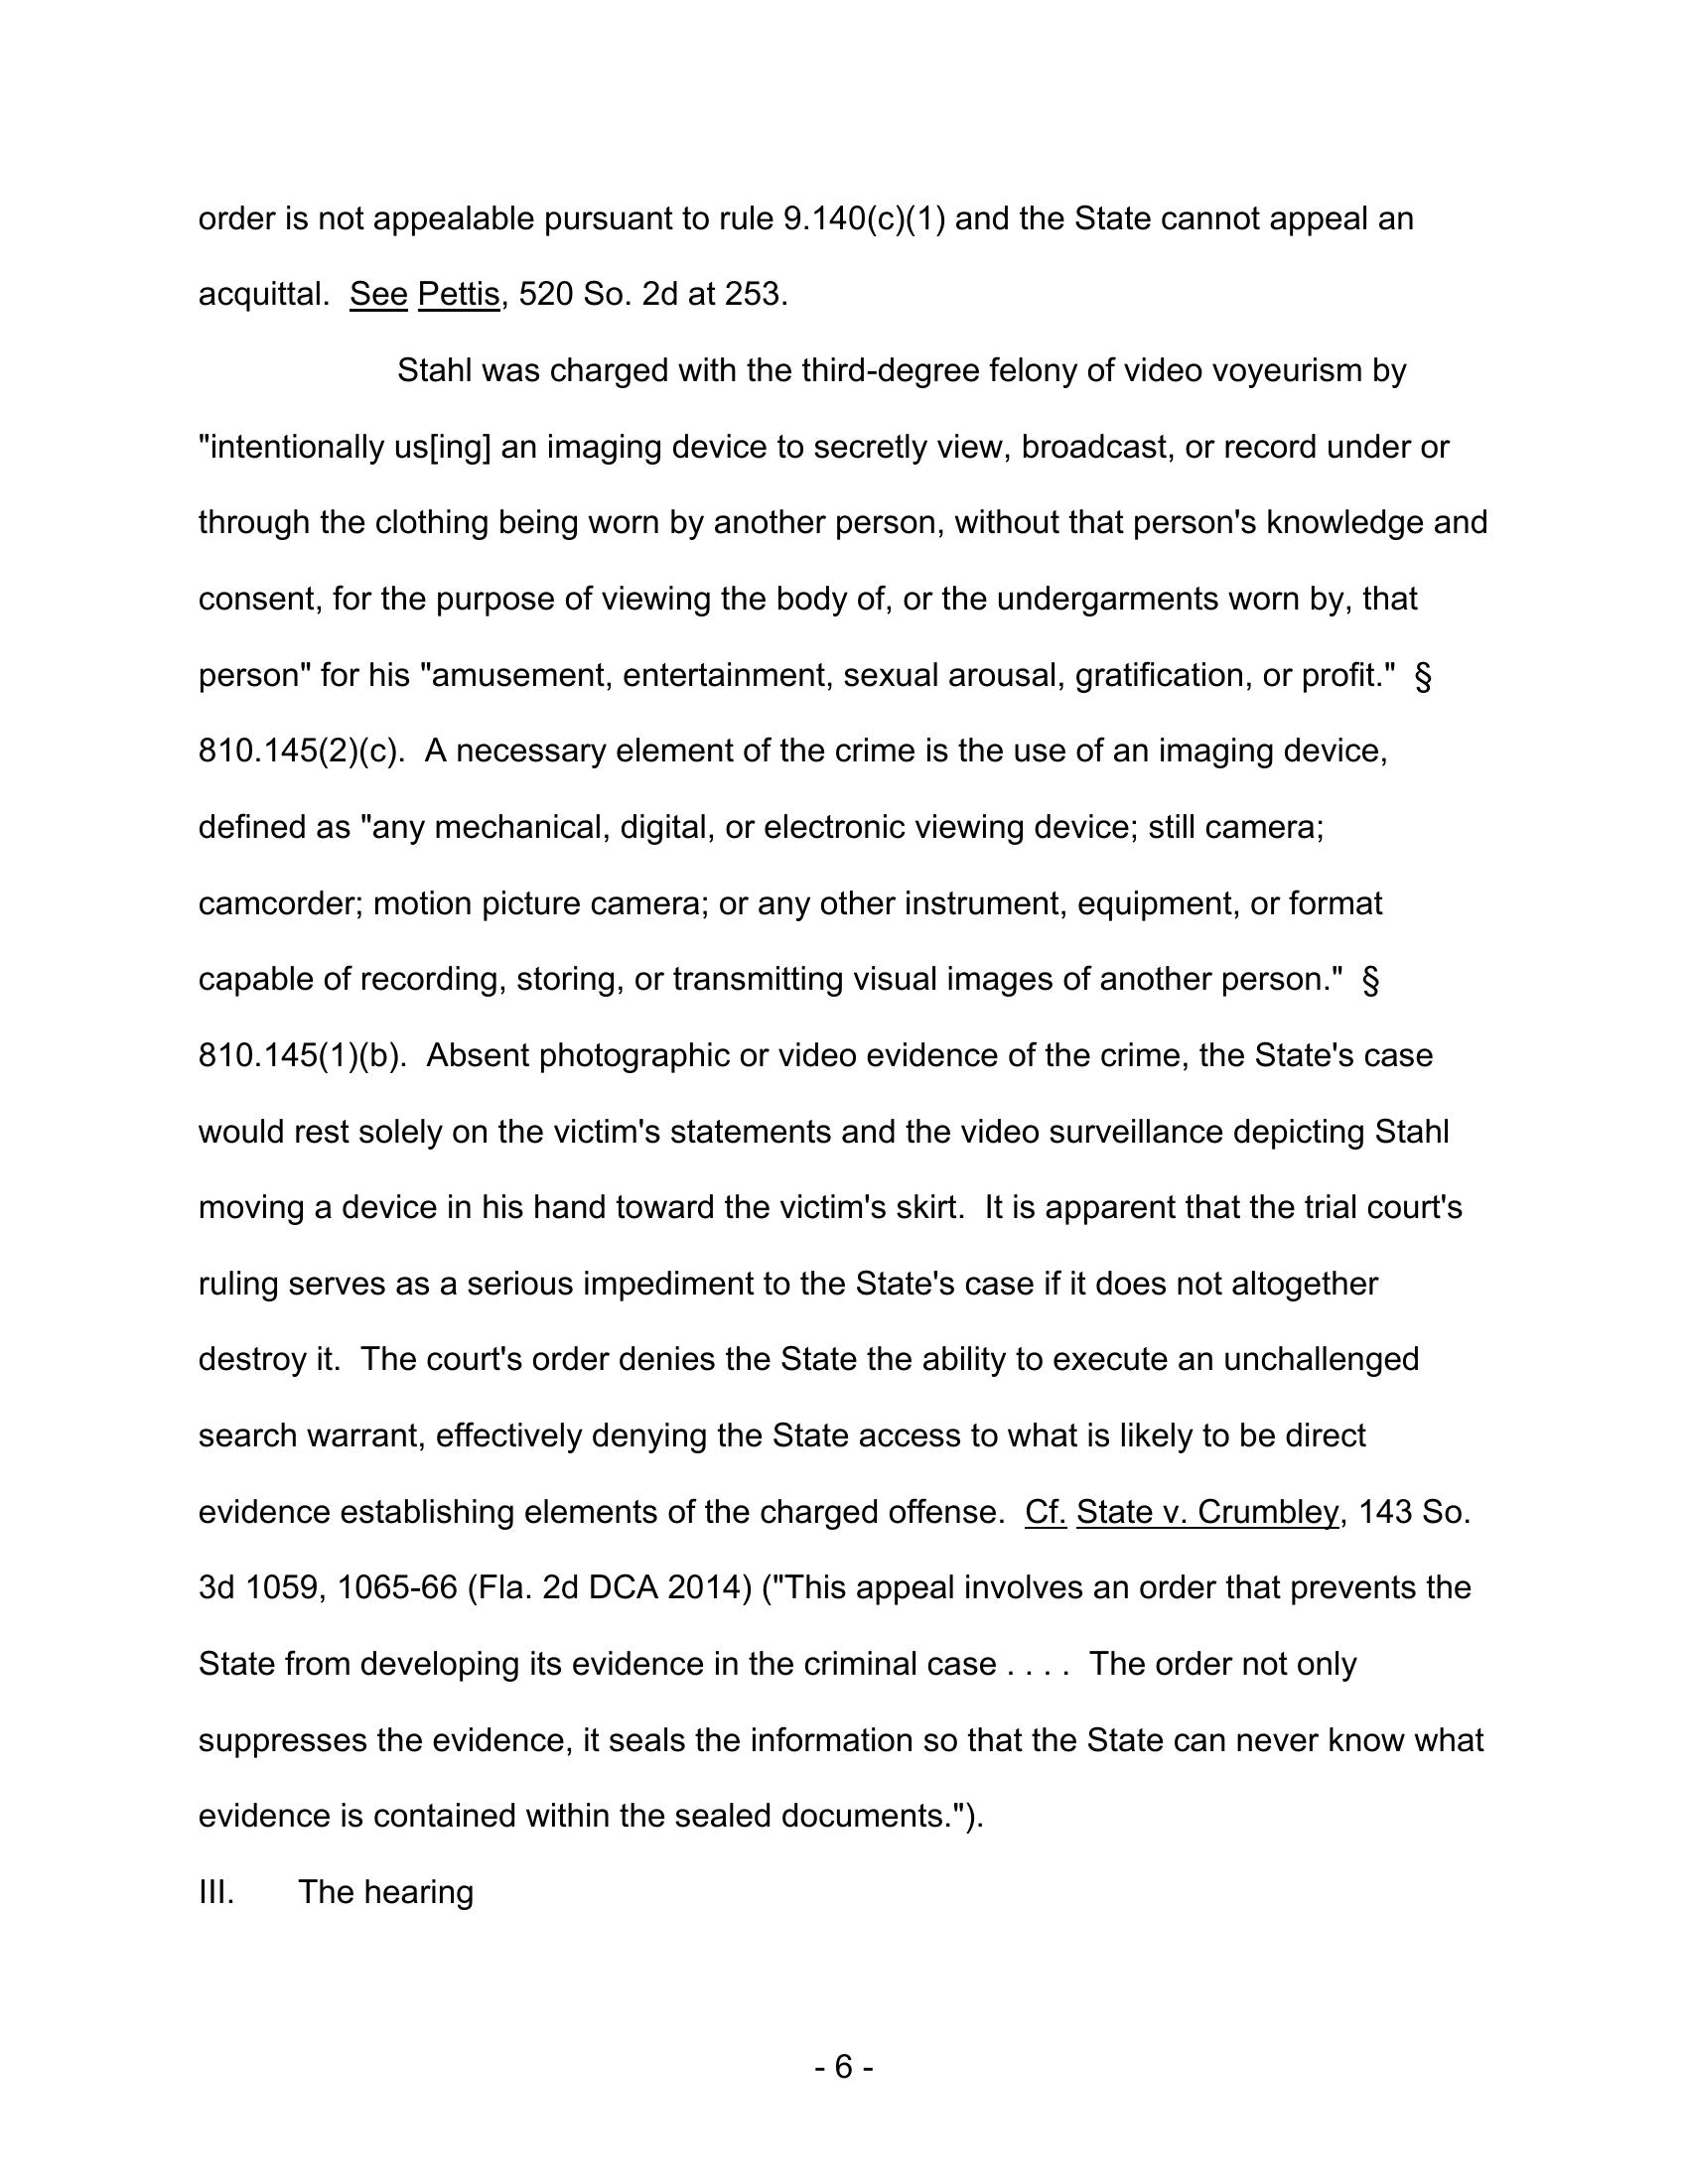 order is not appealable pursuant to rule 9.140(c)(1) and the State cannot appeal an
acquittal.  See Pettis, 520 So. 2d at 253.
Stahl was charged with the third-degree felony of video voyeurism by
"intentionally us[ing] an imaging device to secretly view, broadcast, or record under or
through the clothing being worn by another person, without that person's knowledge and
consent, for the purpose of viewing the body of, or the undergarments worn by, that
person" for his "amusement, entertainment, sexual arousal, gratification, or profit."  §
810.145(2)(c).  A necessary element of the crime is the use of an imaging device,
defined as "any mechanical, digital, or electronic viewing device; still camera;
camcorder; motion picture camera; or any other instrument, equipment, or format
capable of recording, storing, or transmitting visual images of another person."  §
810.145(1)(b).  Absent photographic or video evidence of the crime, the State's case
would rest solely on the victim's statements and the video surveillance depicting Stahl
moving a device in his hand toward the victim's skirt.  It is apparent that the trial court's
ruling serves as a serious impediment to the State's case if it does not altogether
destroy it.  The court's order denies the State the ability to execute an unchallenged
search warrant, effectively denying the State access to what is likely to be direct
evidence establishing elements of the charged offense.  Cf. State v. Crumbley, 143 So.
3d 1059, 1065-66 (Fla. 2d DCA 2014) ("This appeal involves an order that prevents the
State from developing its evidence in the criminal case . . . .  The order not only
suppresses the evidence, it seals the information so that the State can never know what
evidence is contained within the sealed documents.").
III. The hearing
- 6 -